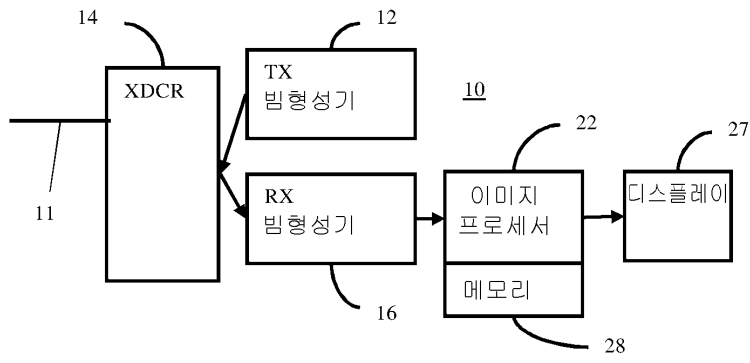 14
12
XDCR
TX
빔형성기
10
22
27
11
RX
빔형성기
이미지
프로세서
디스플레이
메모리
16
28